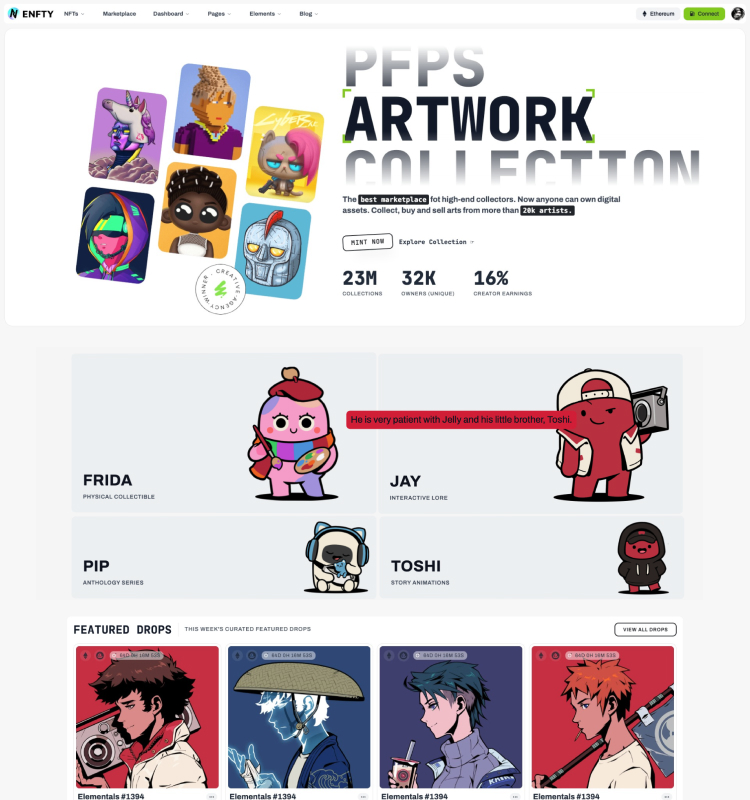 ENFTY
NFTs
Marketplace
Dashboard
Pages
Elements
Blog
Ethereum
Connect
PFPS
ARTWORK
COLLECTION
CYBER
The best marketplace fot high-end collectors. Now anyone can own digital
assets. Collect, buy and sell arts from more than 20k artists.
MINT NOW
Explore Collection
CREATIVE AGENCY WINNER
23M
32K
16%
COLLECTIONS
OWNERS (UNIQUE)
CREATOR EARNINGS
He is very patient with Jelly and his little brother, Toshi.
FRIDA
PHYSICAL COLLECTIBLE
JAY
INTERACTIVE LORE
PIP
ANTHOLOGY SERIES
TOSHI
STORY ANIMATIONS
FEATURED DROPS
THIS WEEK'S CURATED FEATURED DROPS
VIEW ALL DROPS
Elementals #1394
Elementals #1394
Elementals #1394
Elementals #1394